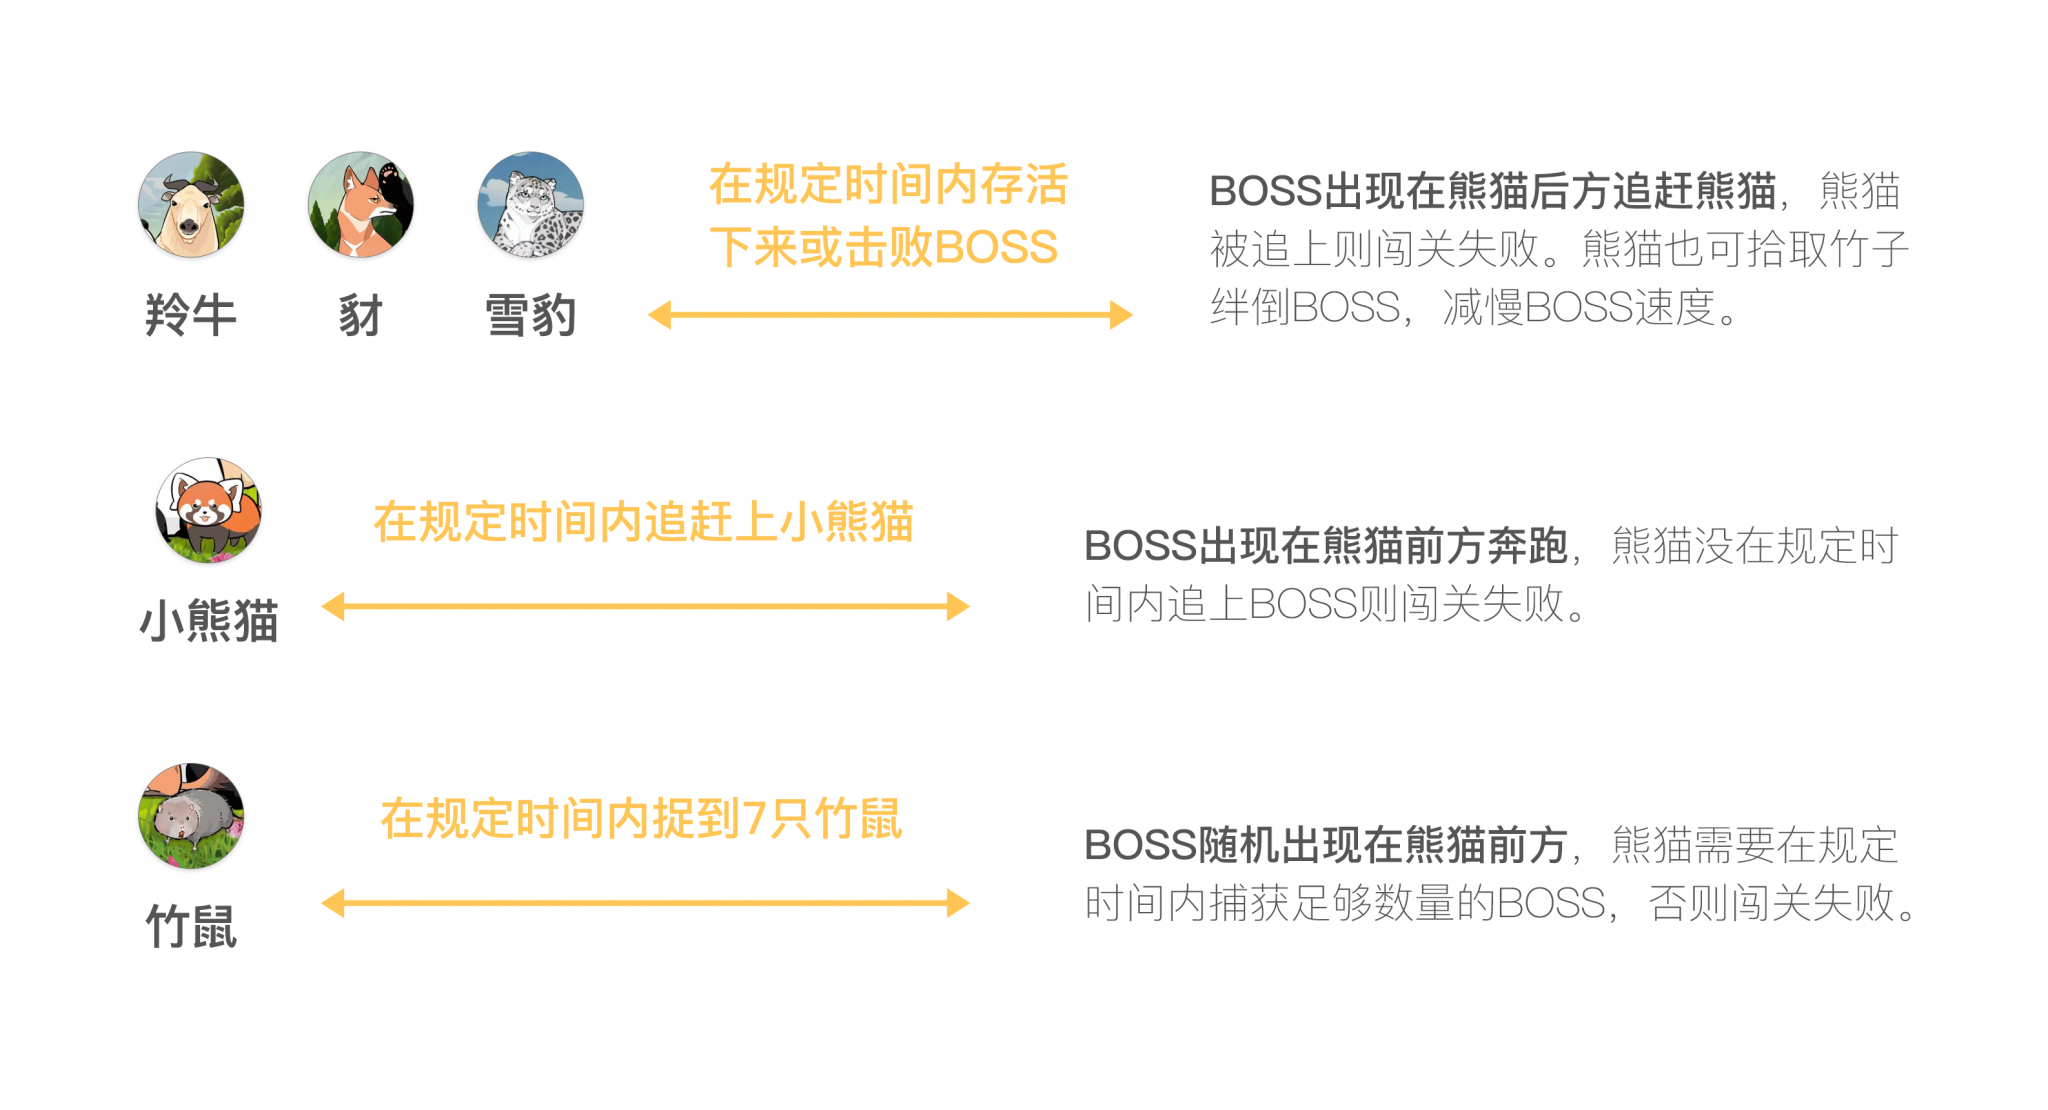 羚牛
豺
雪豹
在规定时间内存活
下来或击败BOSS
BOSS出现在熊猫后方追赶熊猫，熊猫
被追上则闯关失败。熊猫也可拾取竹子
绊倒BOSS，减慢BOSS速度。
小熊猫
在规定时间内追赶上小熊猫
BOSS出现在熊猫前方奔跑，熊猫没在规定时
间内追上BOSS则闯关失败。
竹鼠
在规定时间内捉到7只竹鼠
BOSS随机出现在熊猫前方，熊猫需要在规定
时间内捕获足够数量的BOSS，否则闯关失败。